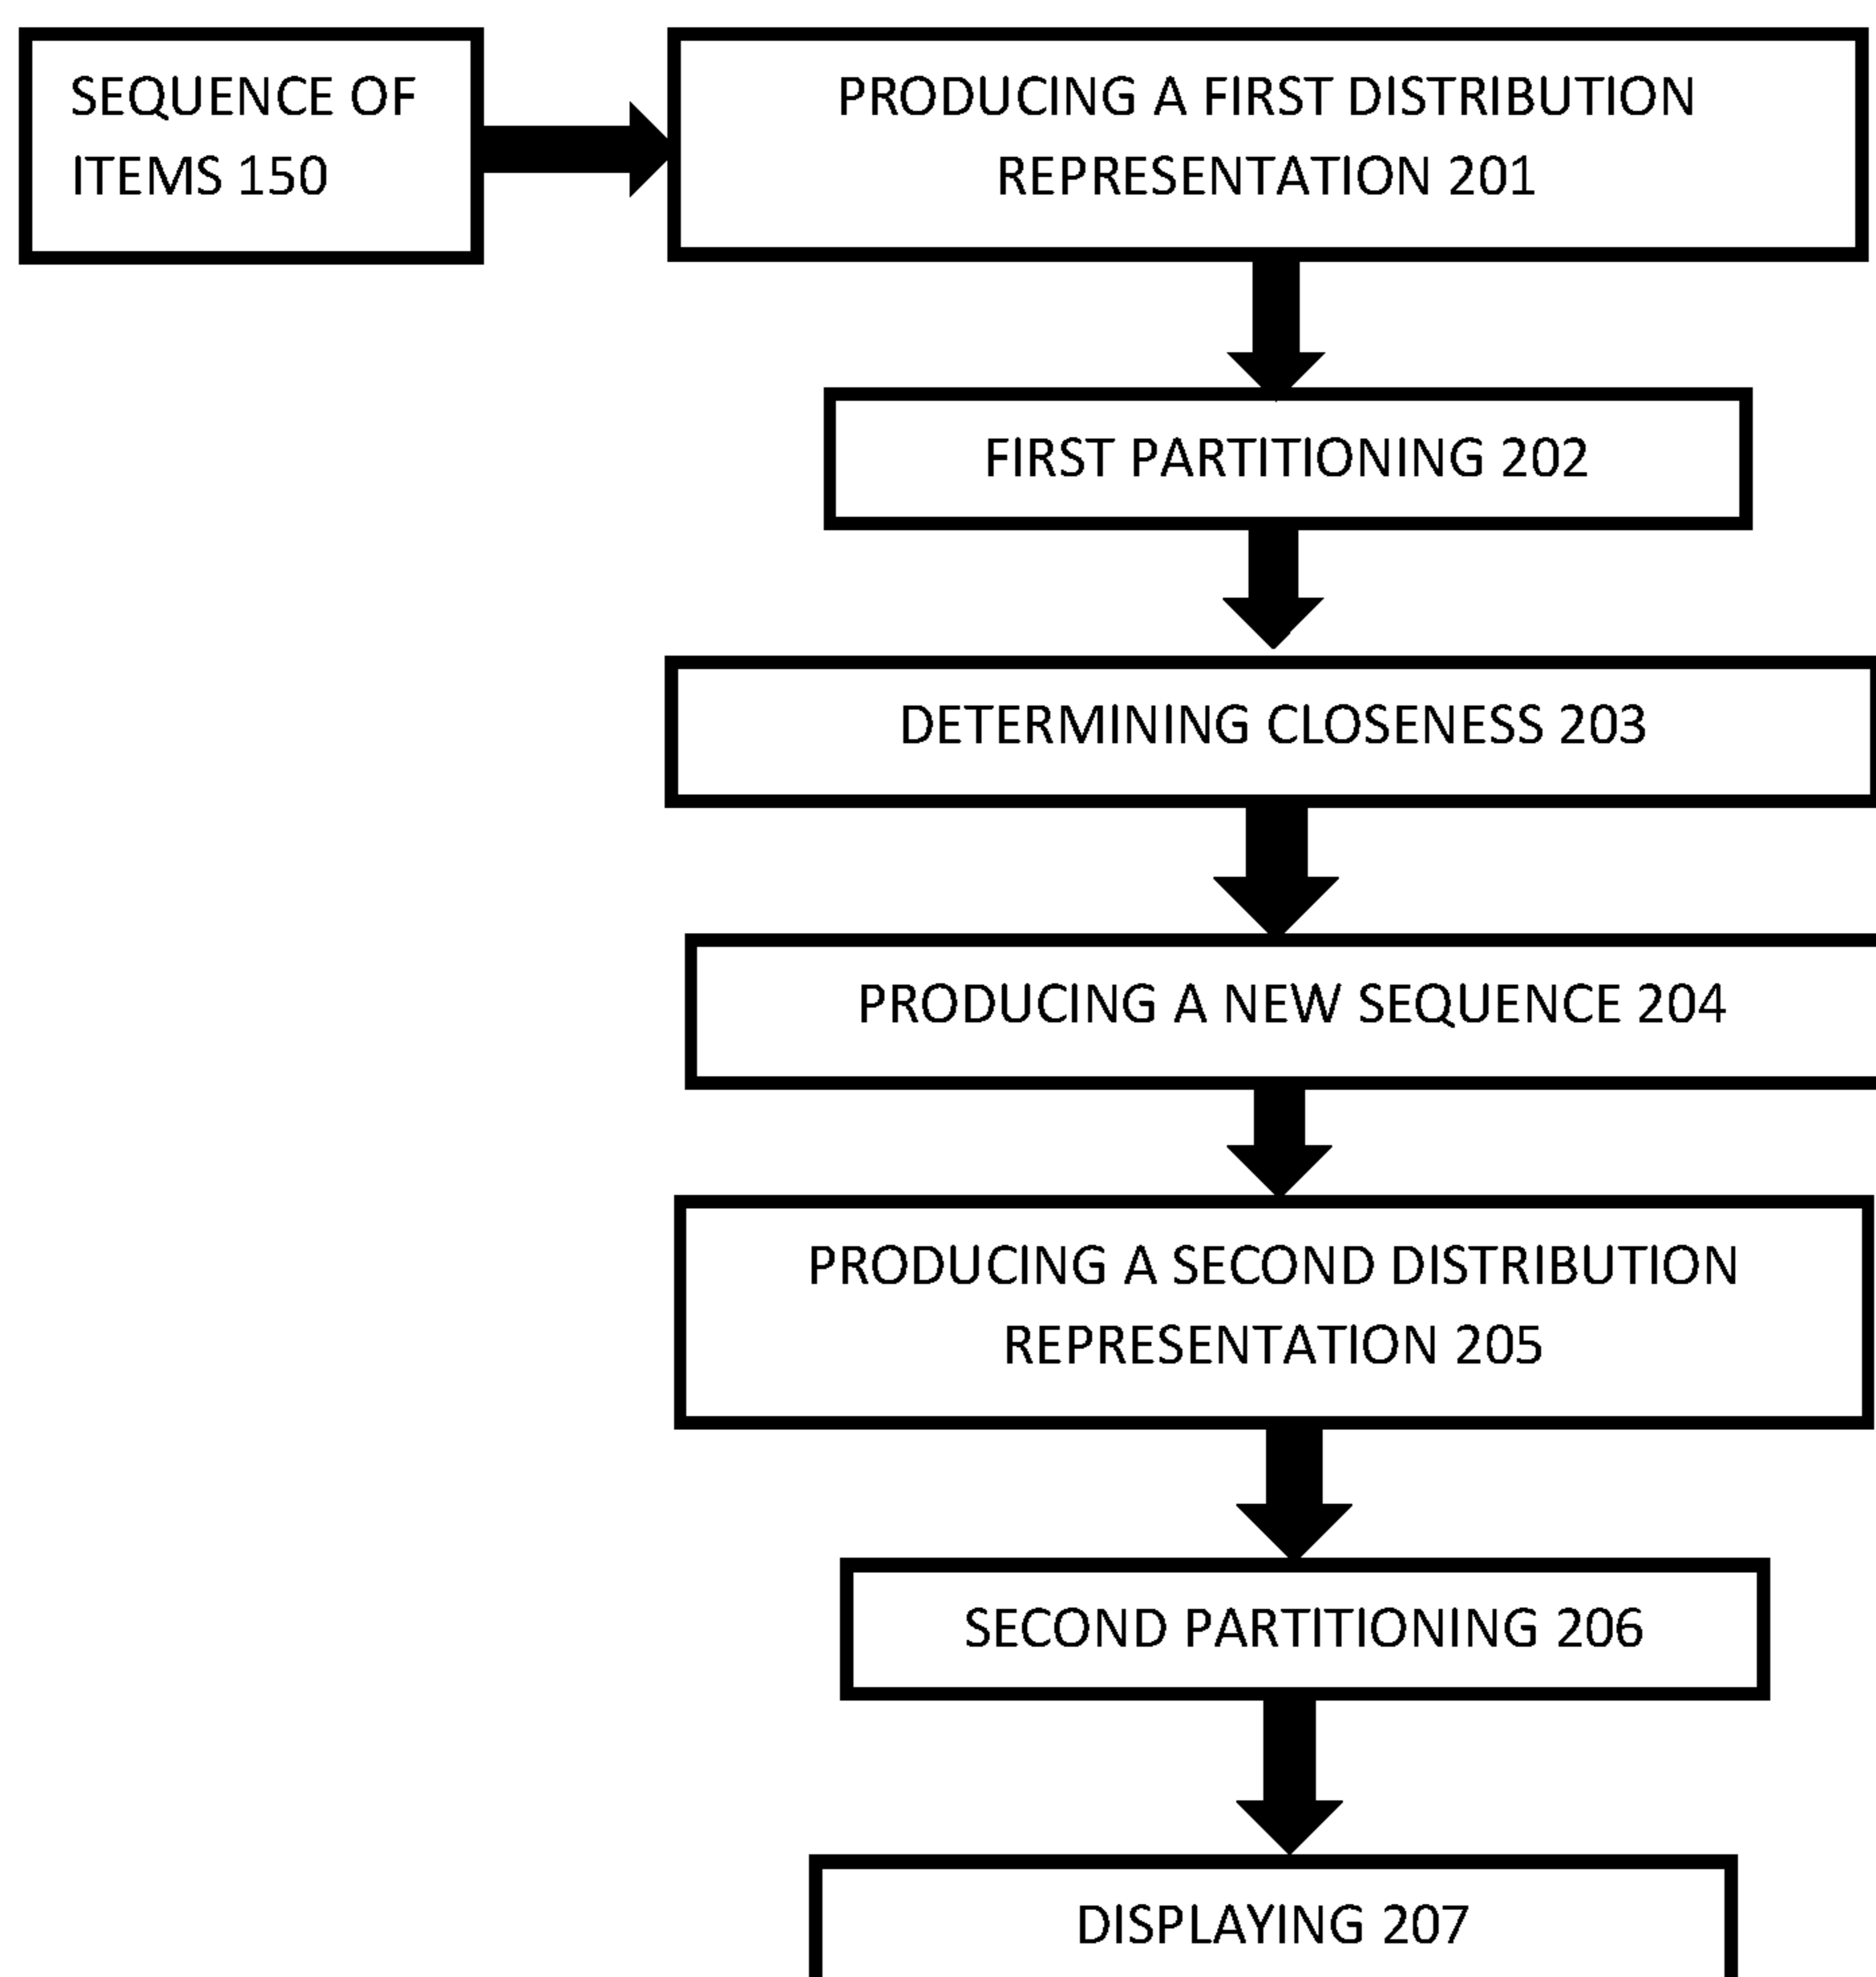 SEQUENCE OF
ITEMS 150
PRODUCING A FIRST DISTRIBUTION
REPRESENTATION 201
FIRST PARTITIONING 202
DETERMINING CLOSENESS 203
PRODUCING A NEW SEQUENCE 204
PRODUCING A SECOND DISTRIBUTION
REPRESENTATION 205
SECOND PARTITIONING 206
DISPLAYING 207